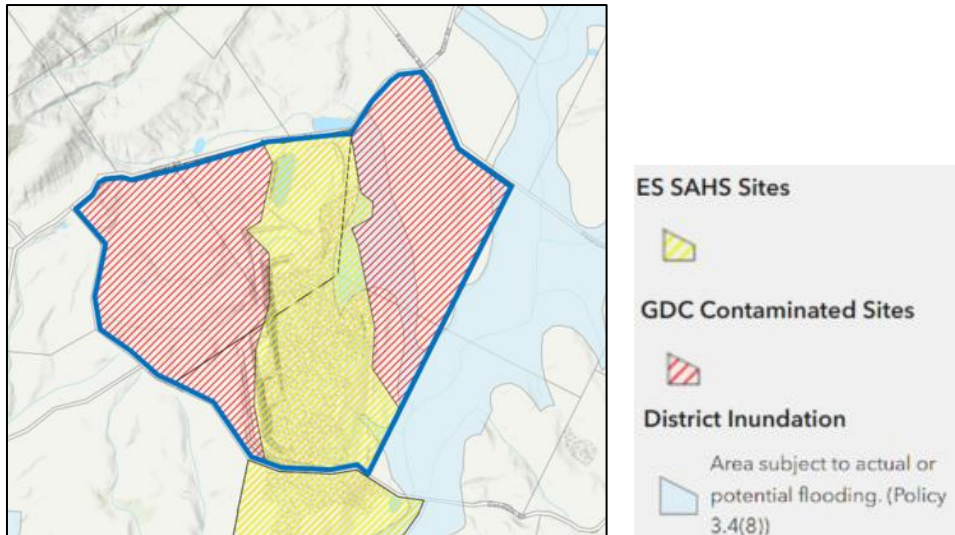 ES SAHS Sites
GDC Contaminated Sites
District Inundation
Area subject to actual or
potential flooding. (Policy
3.4(8))